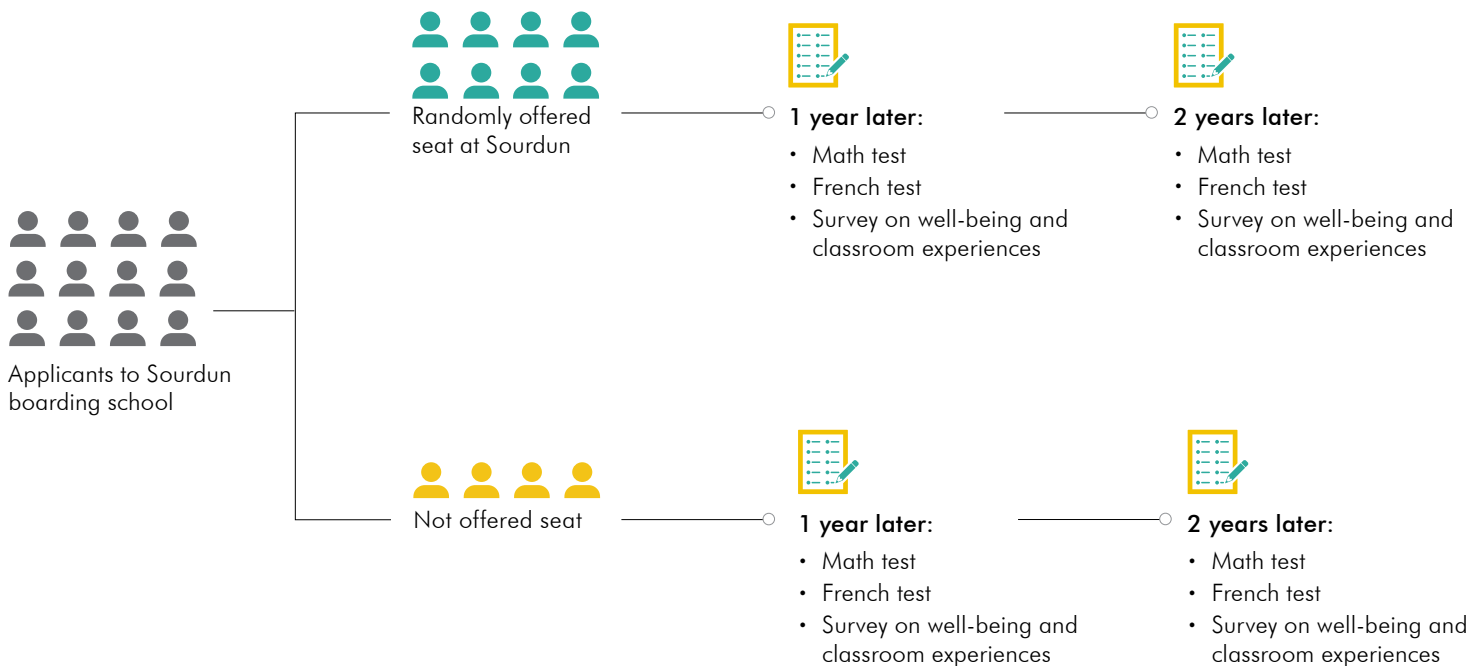 Randomly offered
seat at Sourdun
1 year later:
• Math test
• French test
• Survey on well-being and
classroom experiences
2 years later:
• Math test
• French test
• Survey on well-being and
classroom experiences
Applicants to Sourdun
boarding school
Not offered seat
1 year later:
• Math test
• French test
• Survey on well-being and
classroom experiences
2 years later:
• Math test
• French test
• Survey on well-being and
classroom experiences